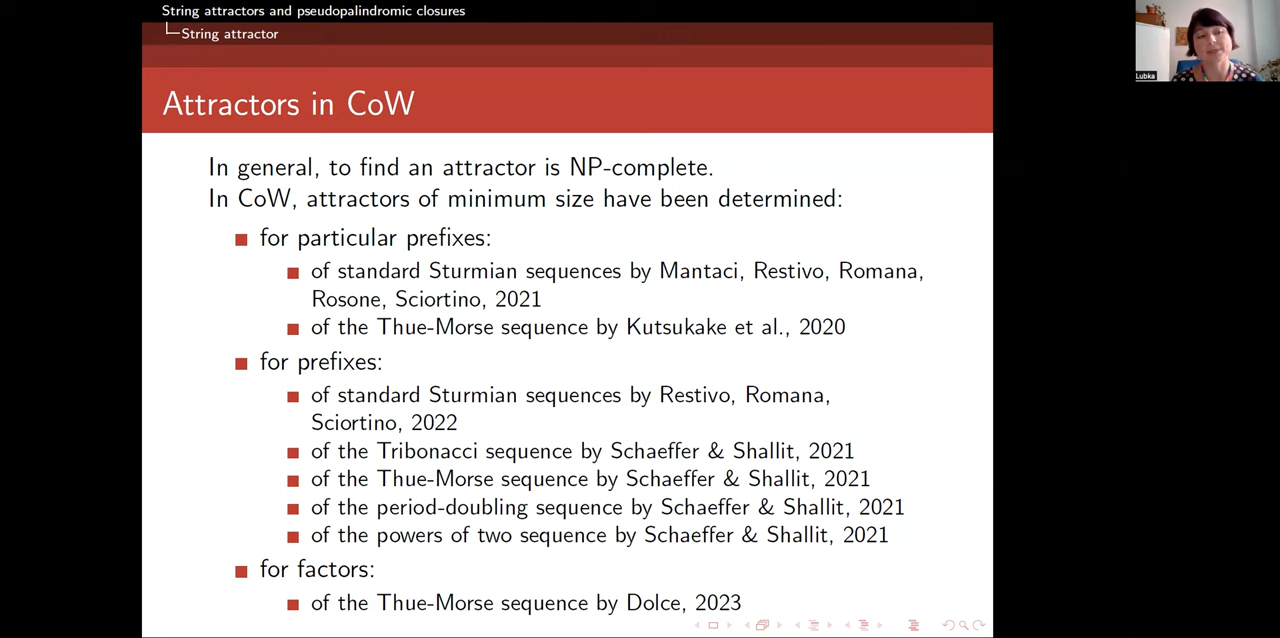 String attractors and pseudopalindromic closures
String attractor
Lubka
Attractors in CoW
In general, to find an attractor is NP-complete.
In CoW, attractors of minimum size have been determined:
for particular prefixes:
of standard Sturmian sequences by Mantaci, Restivo, Romana,
Rosone, Sciortino, 2021
of the Thue-Morse sequence by Kutsukake et al., 2020
for prefixes:
of standard Sturmian sequences by Restivo, Romana,
Sciortino, 2022
of the Tribonacci sequence by Schaeffer & Shallit, 2021
of the Thue-Morse sequence by Schaeffer & Shallit, 2021
of the period-doubling sequence by Schaeffer & Shallit, 2021
of the powers of two sequence by Schaeffer & Shallit, 2021
for factors:
of the Thue-Morse sequence by Dolce, 2023